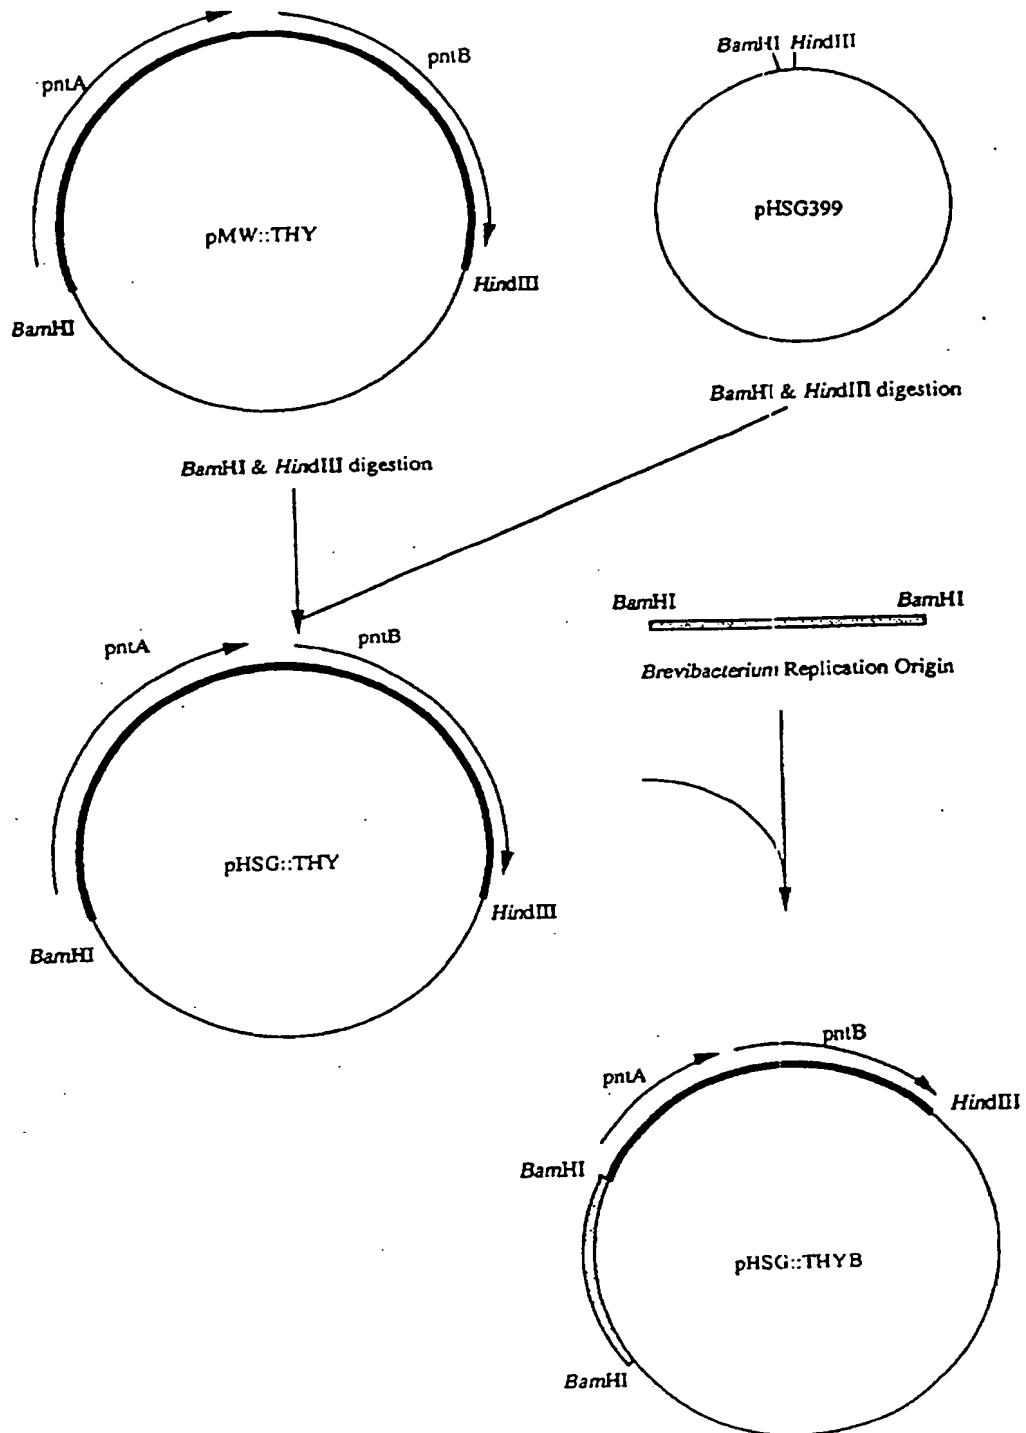 pntA
pntB
BamHI HindIII
pMW::THY
pHSG399
BamHI
HindIII
BamHI & HindIII digestion
BamHI & HindIII digestion
BamHI
BamHI
Brevibacterium Replication Origin
pntA
pntB
pHSG::THY
BamHI
HindIII
pntA
pntB
HindIII
BamHI
pHSG::THYB
BamHI